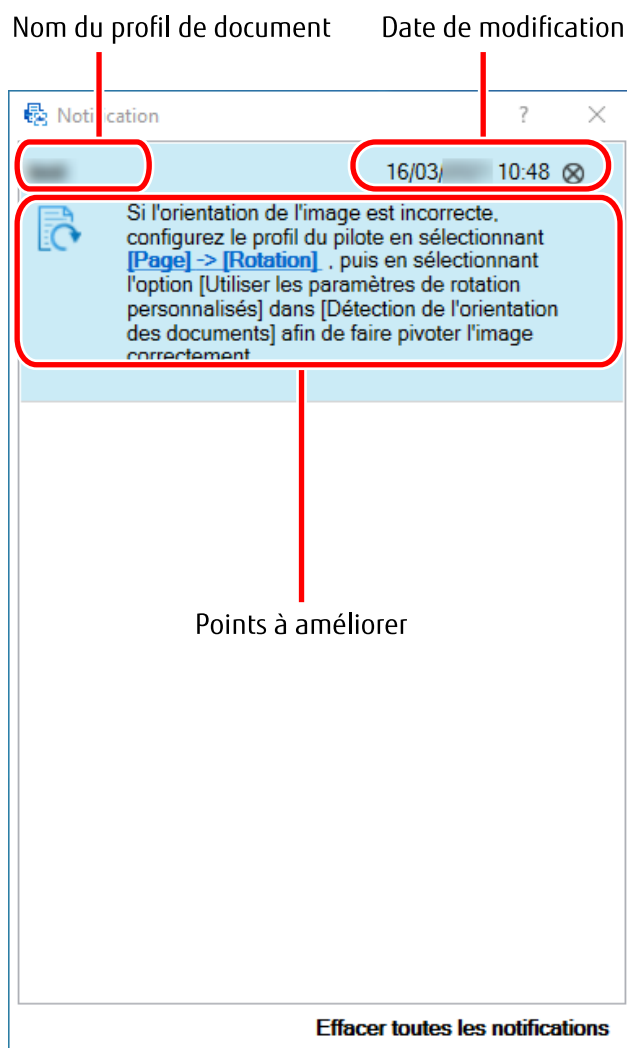 Nom du profil de document Date de modification
Notification ?
16/03/ 10:48
Si l'orientation de l'image est incorrecte,
configurez le profil du pilote en sélectionnant
[Page] -> [Rotation] , puis en sélectionnant
l'option [Utiliser les paramètres de rotation
personnalisés] dans [Détection de l'orientation
des documents] afin de faire pivoter l'image
correctement
Points à améliorer
Effacer toutes les notifications